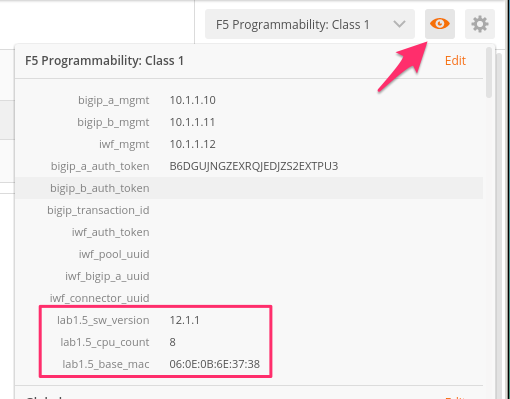 F5 Programmability: Class 1
F5 Programmability: Class 1 Edit
bigip_a_mgmt 10.1.1.10
bigip_b_mgmt 10.1.1.11
iwf_mgmt 10.1.1.12
bigip_a_auth_token B6DGUJNGZEXRQJEDJZS2EXTPU3
bigip_b_auth_token
bigip_transaction_id
iwf_auth_token
iwf_pool_uuid
iwf_bigip_a_uuid
iwf_connector_uuid
lab1.5_sw_version 12.1.1
lab1.5_cpu_count 8
lab1.5_base_mac 06:0E:0B:6E:37:38